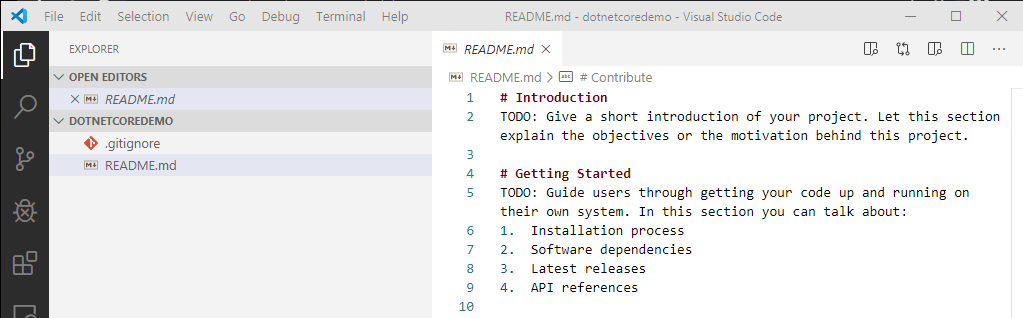 File Edit Selection View Go Debug Terminal Help README.md - dotnetcoredemo - Visual Studio Code
EXPLORER
OPEN EDITORS
README.md
DOTNETCOREDEMO
.gitignore
README.md
README.md
README.md > # Contribute
1 # Introduction
2 TODO: Give a short introduction of your project. Let this section
explain the objectives or the motivation behind this project.
3
4 # Getting Started
5 TODO: Guide users through getting your code up and running on
their own system. In this section you can talk about:
6 1. Installation process
7 2. Software dependencies
8 3. Latest releases
9 4. API references
10